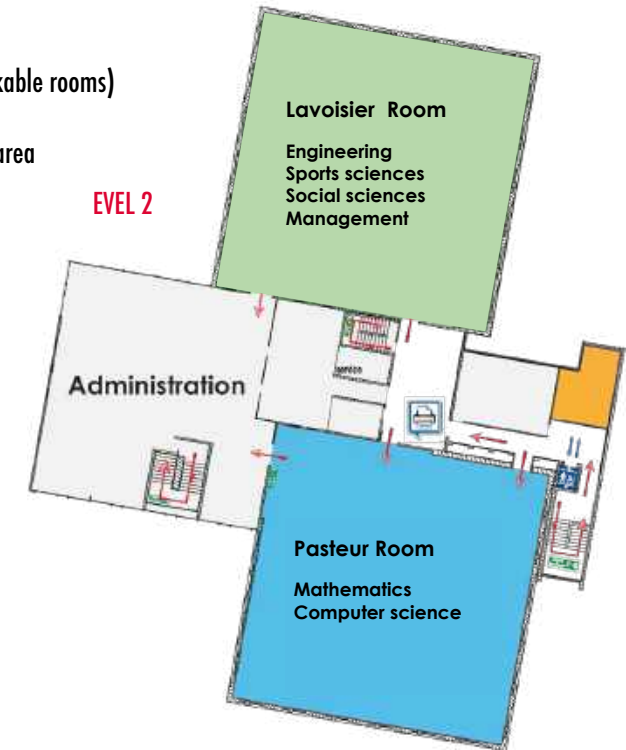 kable rooms)
area
EVEL 2
Lavoisier Room
Engineering
Sports sciences
Social sciences
Management
Administration
Pasteur Room
Mathematics
Computer science